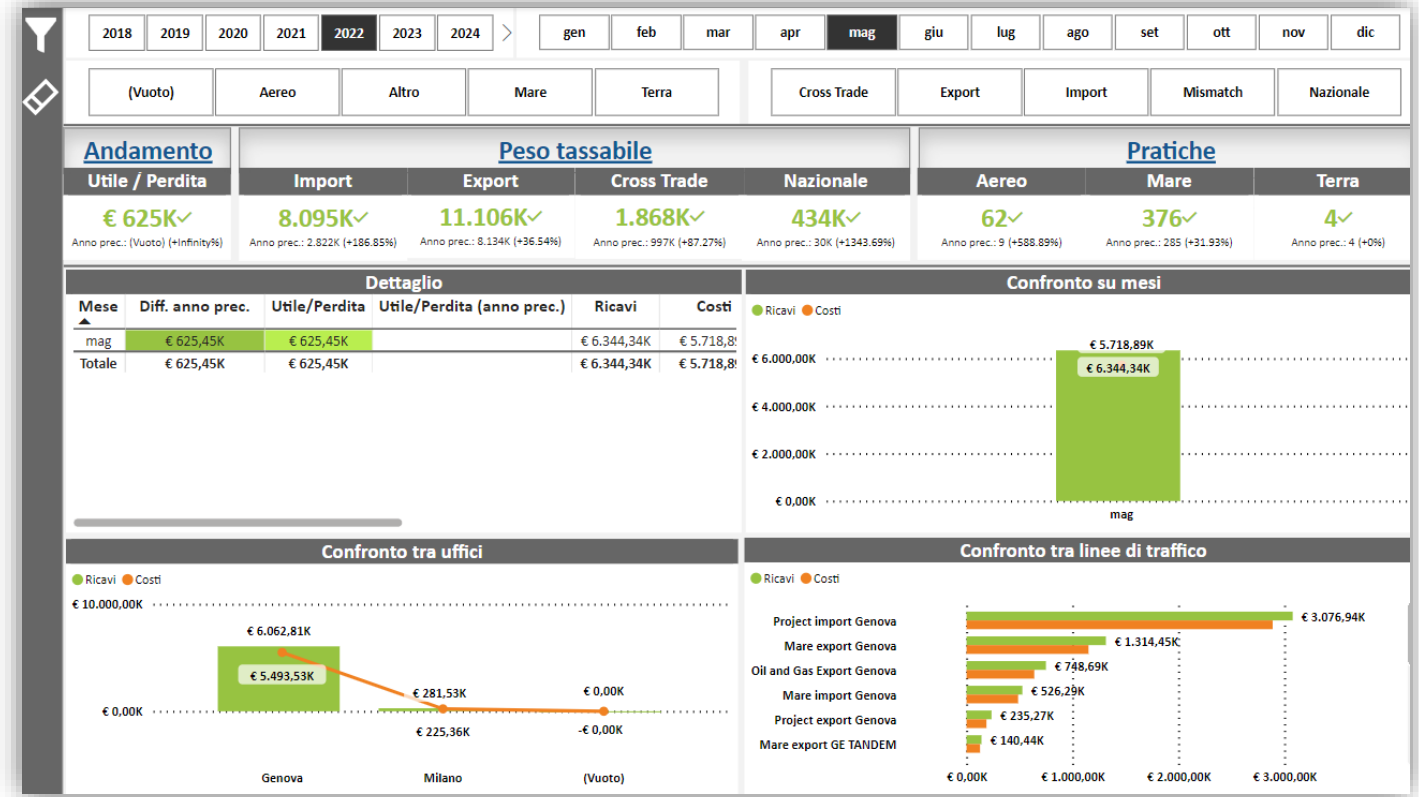 2018 2019 2020 2021 2022 2023 2024 gen feb mar apr mag giu lug ago set ott nov dic
(Vuoto) Aereo Altro Mare Terra Cross Trade Export Import Mismatch Nazionale
Andamento Peso tassabile Pratiche
Utile / Perdita Import Export Cross Trade Nazionale Aereo Mare Terra
€ 625K 8.095K 11.106K 1.868K 434K 62 376 4
Anno prec.: (Vuoto) (+Infinity%) Anno prec.: 2.822K (+186.85%) Anno prec.: 8.134K (+36.54%) Anno prec.: 997K (+87.27%) Anno prec.: 30K (+1343.69%) Anno prec.: 9 (+588.89%) Anno prec.: 285 (+31.93%) Anno prec.: 4 (+0%)
Dettaglio
Mese Diff. anno prec. Utile/Perdita Utile/Perdita (anno prec.) Ricavi Costi
mag € 625,45K € 625,45K € 6.344,34K € 5.718,8
Totale € 625,45K € 625,45K € 6.344,34K € 5.718,8
Confronto su mesi
Ricavi Costi
€ 5.718,89K
€ 6.000,00K
€ 6.344,34K
€ 4.000,00K
€ 2.000,00K
€ 0,00K
mag
Confronto tra uffici
Ricavi Costi
€ 10.000,00K
€ 6.062,81K
€ 5.493,53K
€ 281,53K € 0,00K
€ 0,00K
€ 225,36K -€ 0,00K
Genova Milano (Vuoto)
Confronto tra linee di traffico
Ricavi Costi
Project import Genova € 3.076,94K
Mare export Genova € 1.314,45K
Oil and Gas Export Genova € 748,69K
Mare import Genova € 526,29K
Project export Genova € 235,27K
Mare export GE TANDEM € 140,44K
€ 0,00K € 1.000,00K € 2.000,00K € 3.000,00K